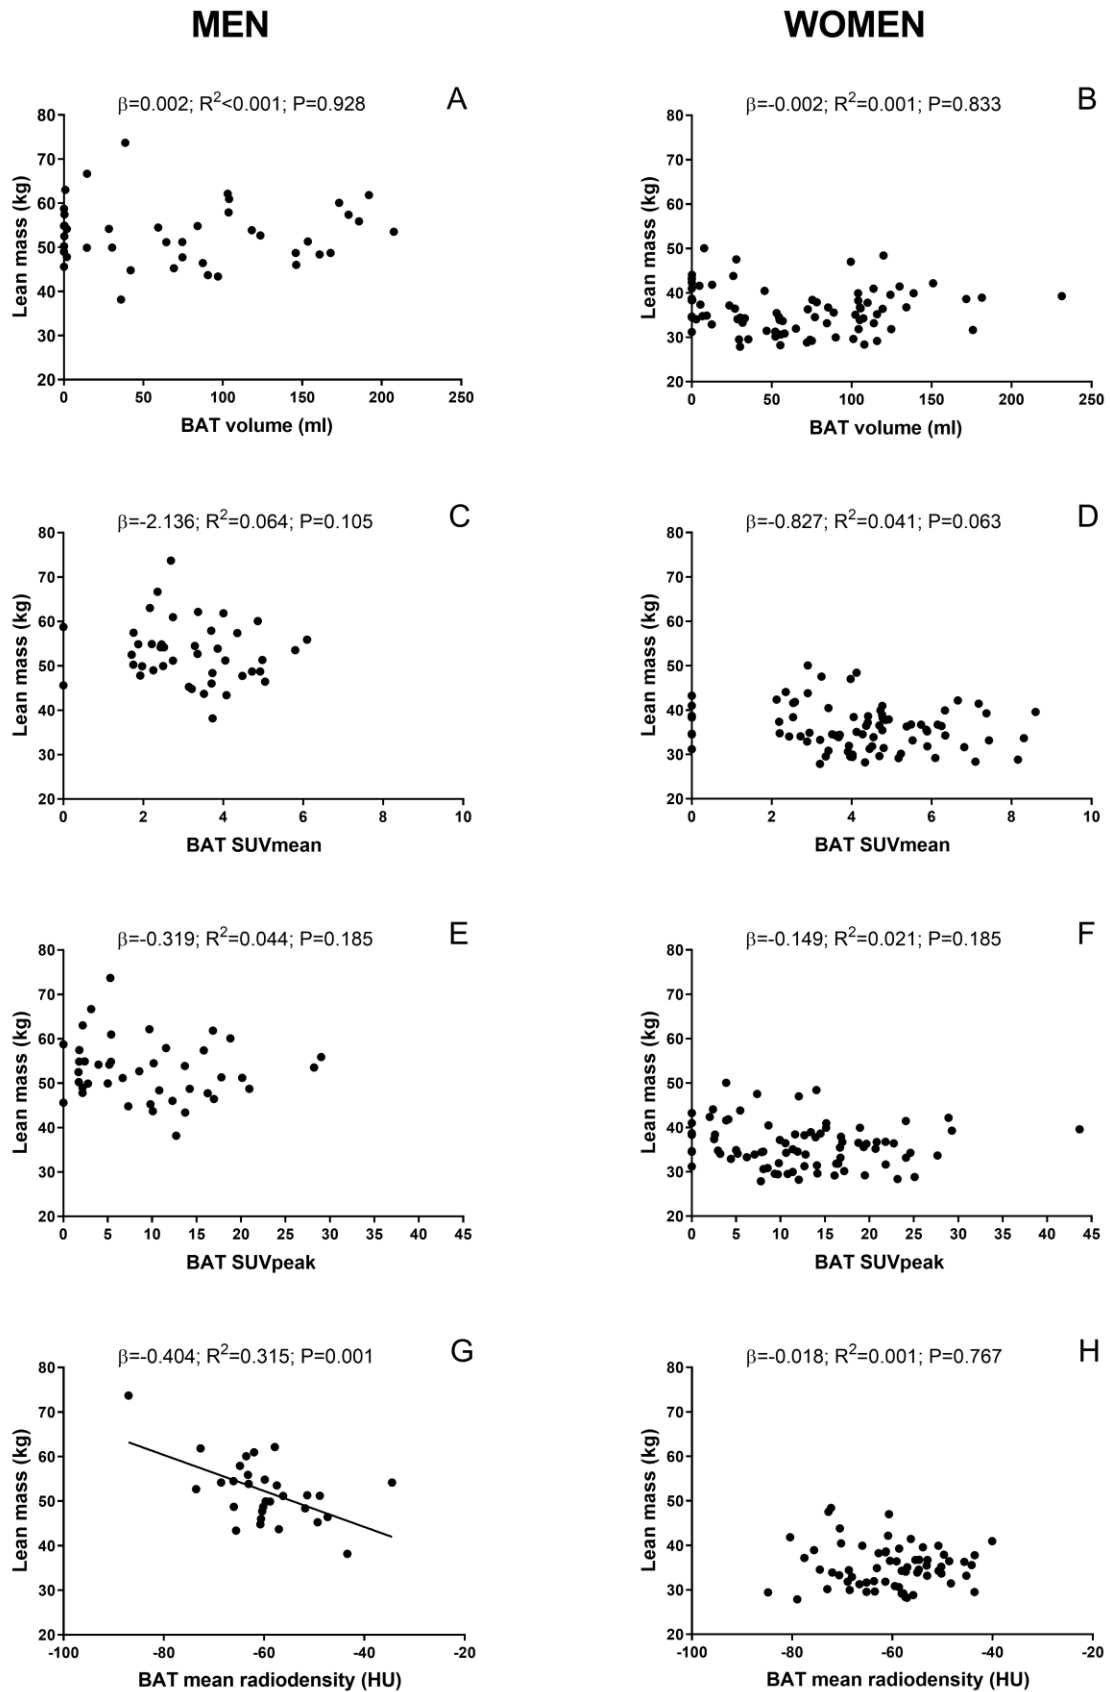 MEN
WOMEN
β=0.002; R²<0.001; P=0.928
A
80
70
60
50
40
30
20
Lean mass (kg)
0 50 100 150 200 250
BAT volume (ml)
β=-0.002; R²=0.001; P=0.833
B
80
70
60
50
40
30
20
Lean mass (kg)
0 50 100 150 200 250
BAT volume (ml)
β=-2.136; R²=0.064; P=0.105
C
80
70
60
50
40
30
20
Lean mass (kg)
0 2 4 6 8 10
BAT SUVmean
β=-0.827; R²=0.041; P=0.063
D
80
70
60
50
40
30
20
Lean mass (kg)
0 2 4 6 8 10
BAT SUVmean
β=-0.319; R²=0.044; P=0.185
E
80
70
60
50
40
30
20
Lean mass (kg)
0 5 10 15 20 25 30 35 40 45
BAT SUVpeak
β=-0.149; R²=0.021; P=0.185
F
80
70
60
50
40
30
20
Lean mass (kg)
0 5 10 15 20 25 30 35 40 45
BAT SUVpeak
β=-0.404; R²=0.315; P=0.001
G
80
70
60
50
40
30
20
Lean mass (kg)
-100 -80 -60 -40 -20
BAT mean radiodensity (HU)
β=-0.018; R²=0.001; P=0.767
H
80
70
60
50
40
30
20
Lean mass (kg)
-100 -80 -60 -40 -20
BAT mean radiodensity (HU)